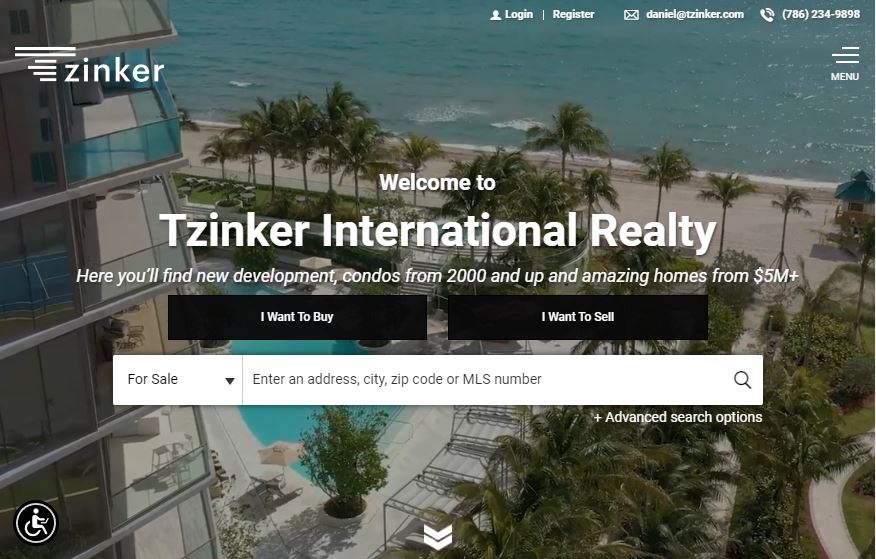 Login | Register
daniel@tzinker.com
(786) 234-9898
tzinker
MENU
Welcome to
Tzinker International Realty
Here you'll find new development, condos from 2000 and up and amazing homes from $5M+
I Want To Buy
I Want To Sell
For Sale
Enter an address, city, zip code or MLS number
+ Advanced search options